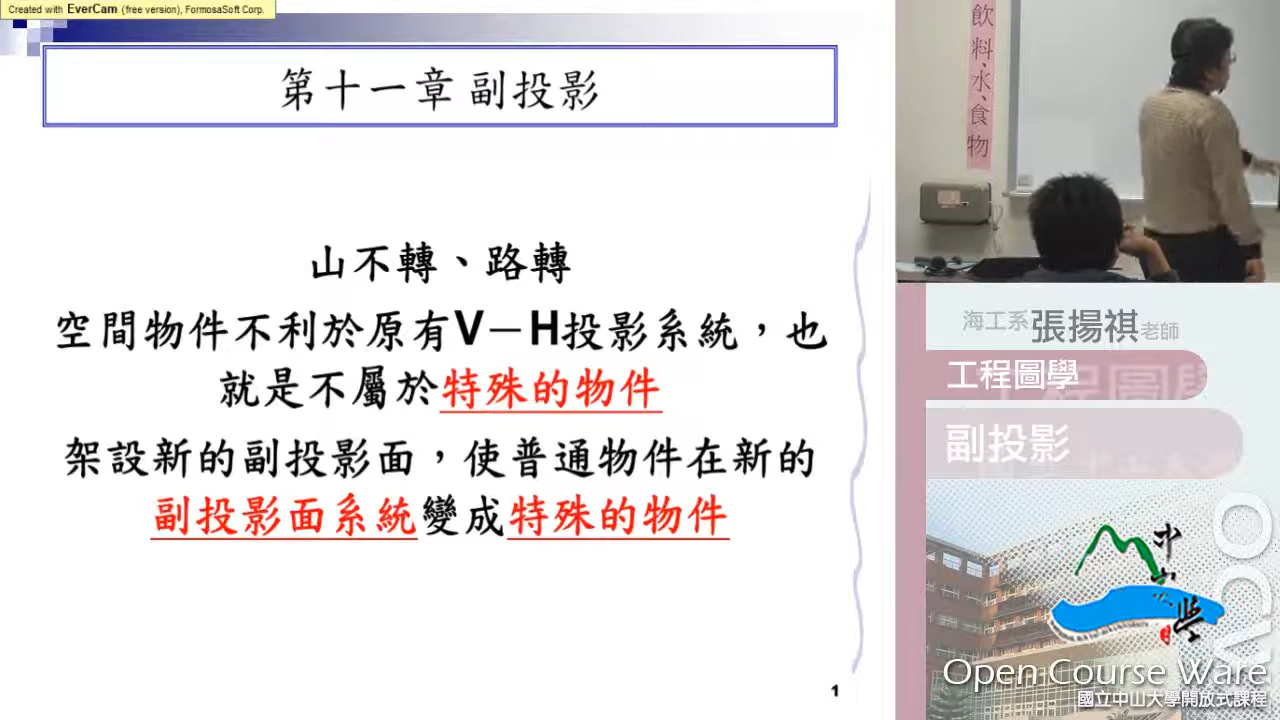 Created with EverCam (free version), FormosaSoft Corp.
第十一章 副投影
山不轉、路轉
空間物件不利於原有V－H投影系統，也
就是不屬於特殊的物件
架設新的副投影面，使普通物件在新的
副投影面系統變成特殊的物件
1
飲料、水、食物
海工系張揚祺老師
工程圖學
副投影
中山大學
OCW
Open Course Ware
國立中山大學開放式課程